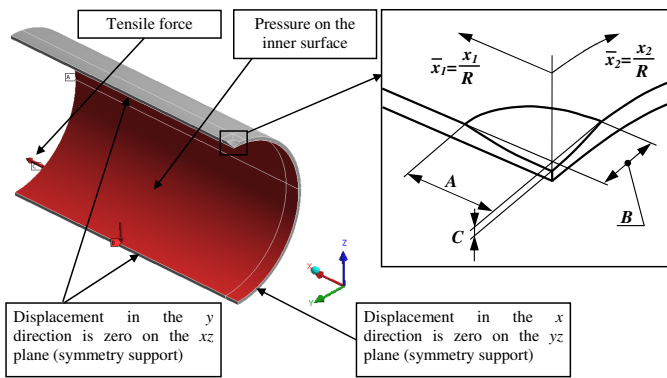 Tensile force
Pressure on the
inner surface
x̅₁=x₁/R
x̅₂=x₂/R
A
B
C
A
B
Z
X
Y
Displacement in the y
direction is zero on the xz
plane (symmetry support)
Displacement in the x
direction is zero on the yz
plane (symmetry support)